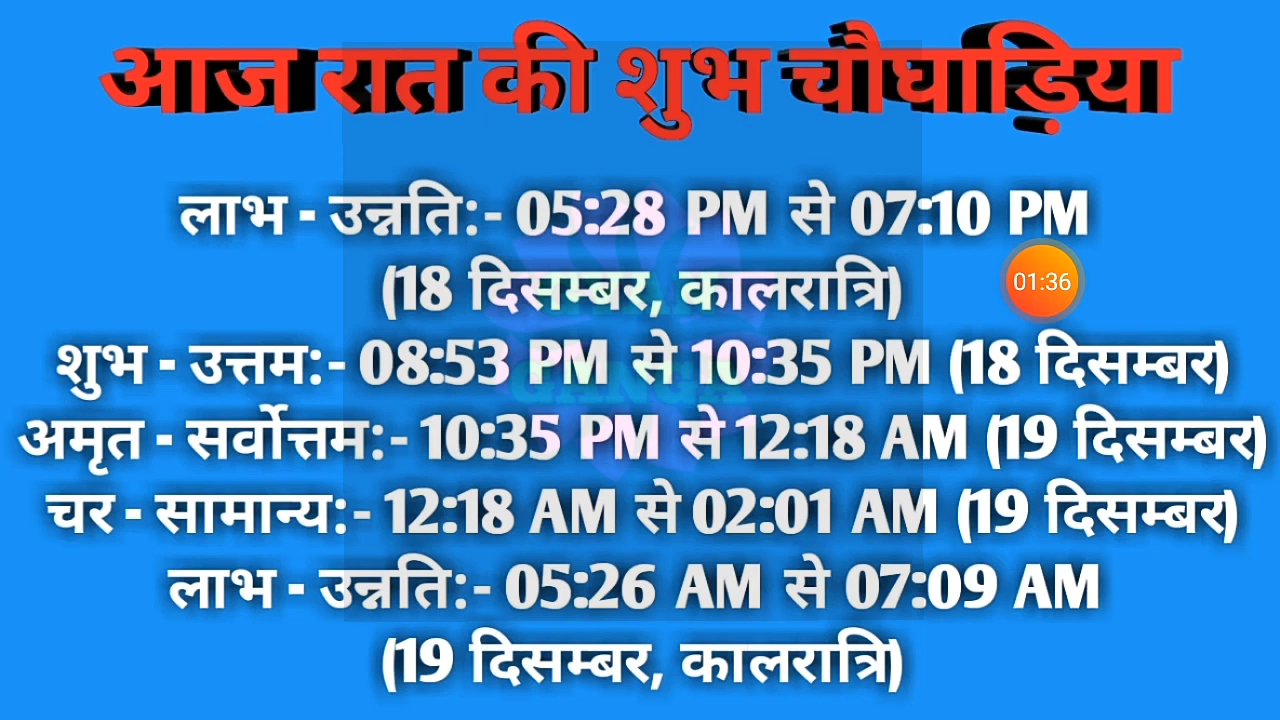 आज रात की शुभ चौघाड़िया
लाभ - उन्नति:- 05:28 PM से 07:10 PM
(18 दिसम्बर, कालरात्रि)
01:36
शुभ - उत्तम:- 08:53 PM से 10:35 PM (18 दिसम्बर)
GANGA
अमृत - सर्वोत्तम:- 10:35 PM से 12:18 AM (19 दिसम्बर)
चर - सामान्य:- 12:18 AM से 02:01 AM (19 दिसम्बर)
लाभ - उन्नति:- 05:26 AM से 07:09 AM
(19 दिसम्बर, कालरात्रि)